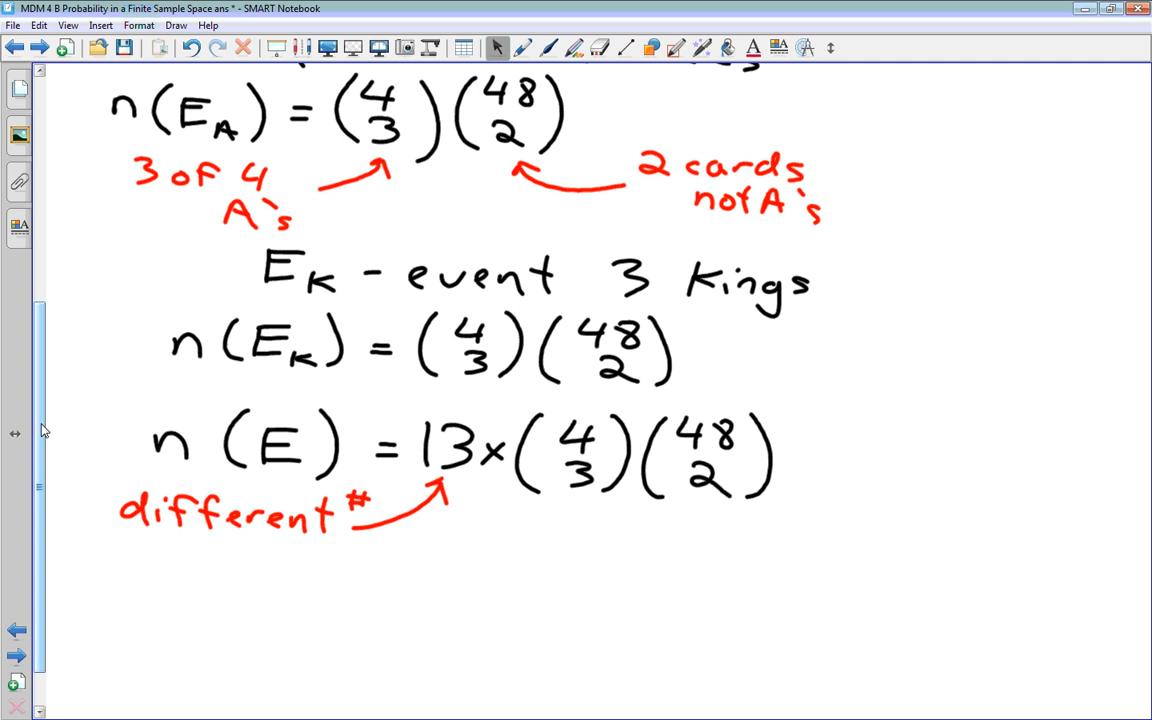 MDM 4 B Probability in a Finite Sample Space ans * - SMART Notebook
File Edit View Insert Format Tools Draw Help
n(E_A) = (4 3)(48 2)
3 of 4 A's
2 cards not A's
E_K - event 3 kings
n(E_K) = (4 3)(48 2)
n(E) = 13 × (4 3)(48 2)
different #